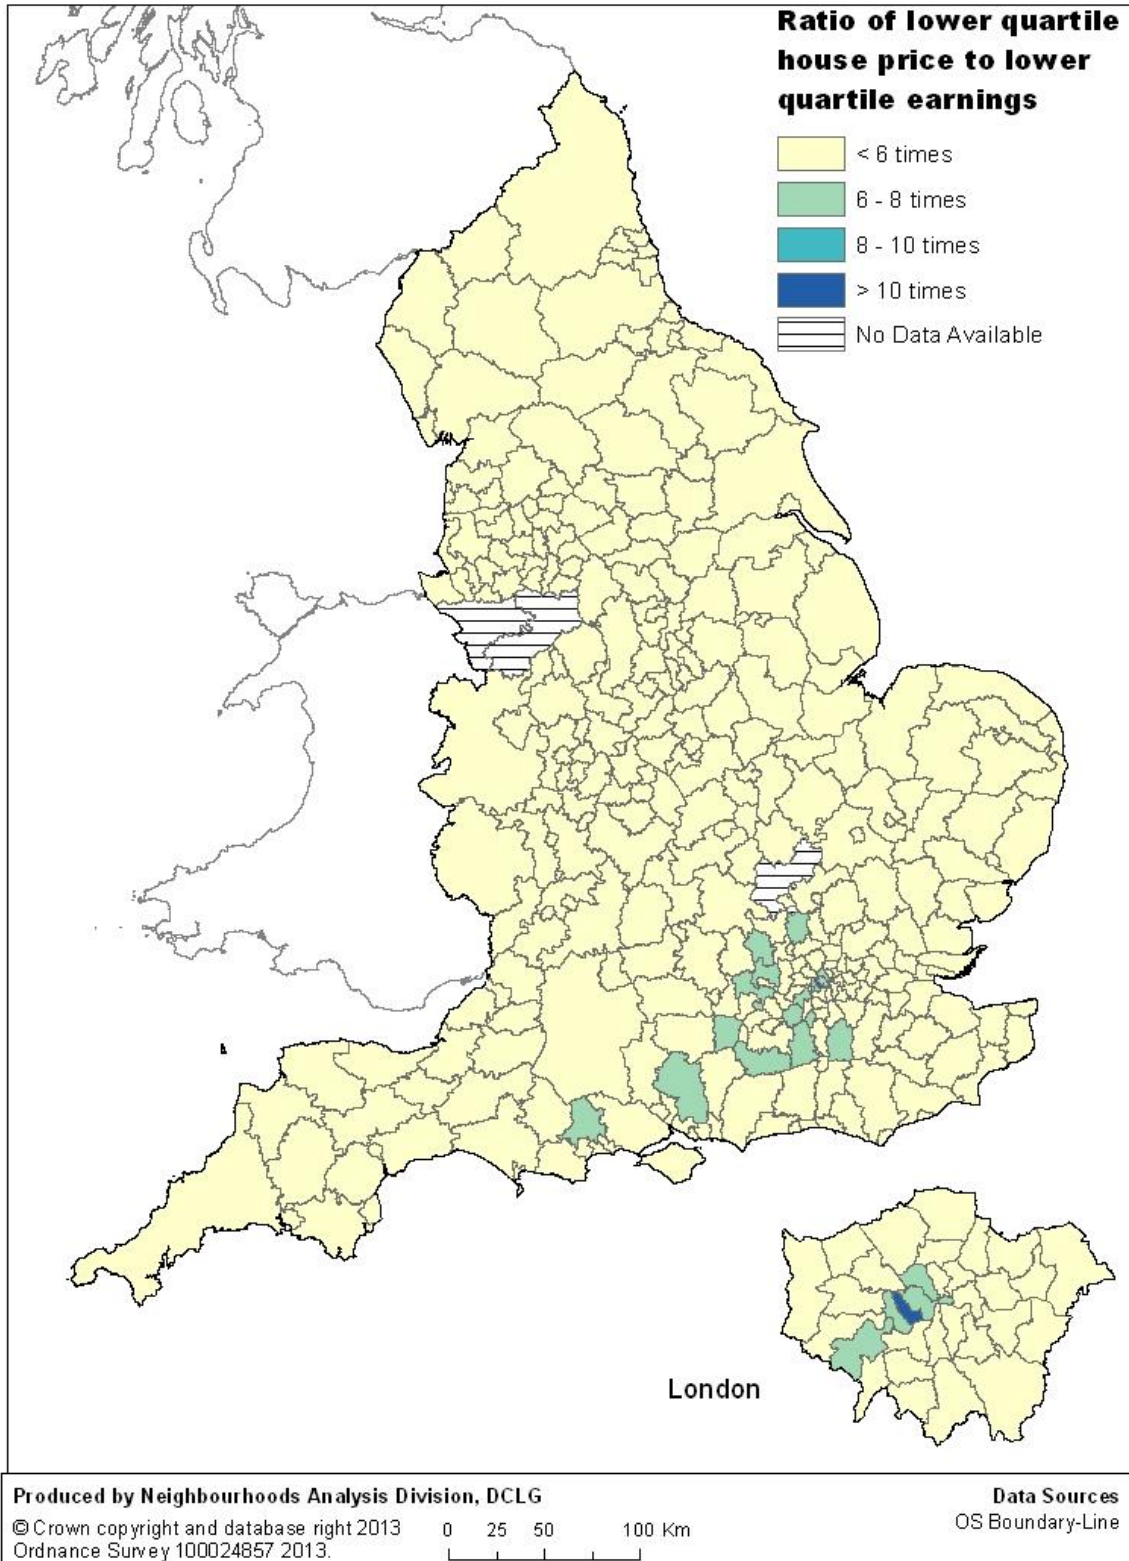 Ratio of lower quartile
house price to lower
quartile earnings
< 6 times
6 - 8 times
8 - 10 times
> 10 times
No Data Available
London
Produced by Neighbourhoods Analysis Division, DCLG
© Crown copyright and database right 2013
Ordnance Survey 100024857 2013.
0 25 50 100 Km
Data Sources
OS Boundary-Line